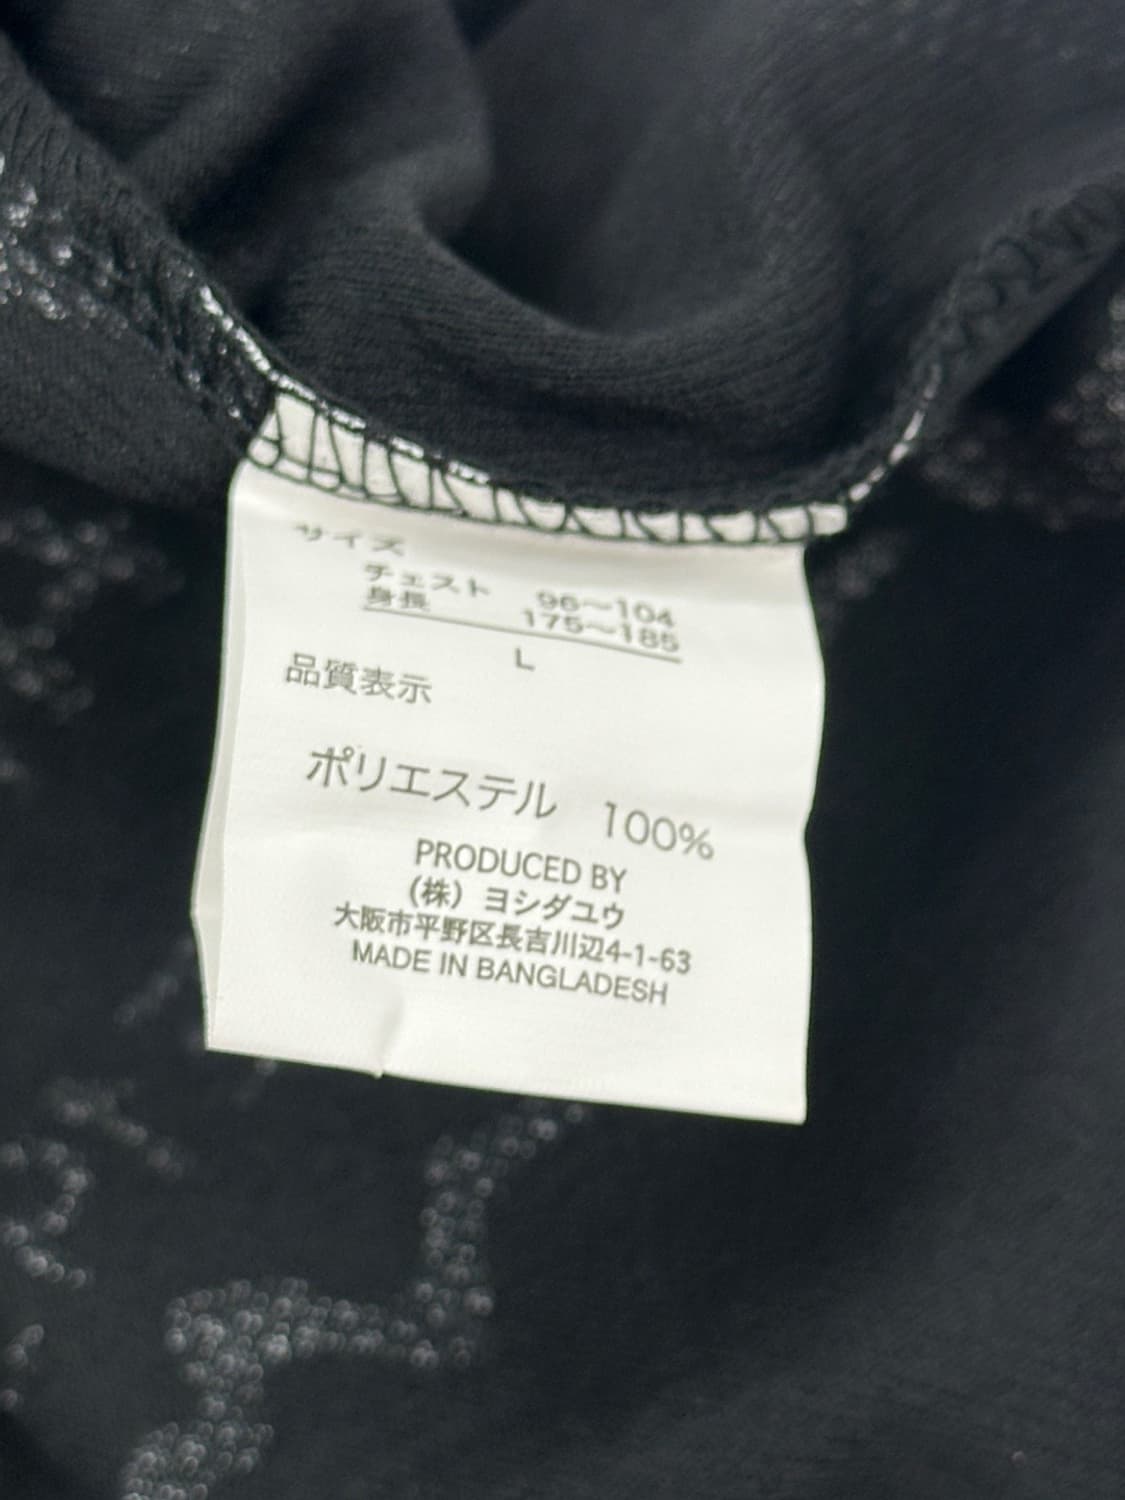 サイズ
チェスト 96〜104
身長 175〜185
L
品質表示
ポリエステル 100%
PRODUCED BY
(株) ヨシダユウ
大阪市平野区長吉川辺4-1-63
MADE IN BANGLADESH